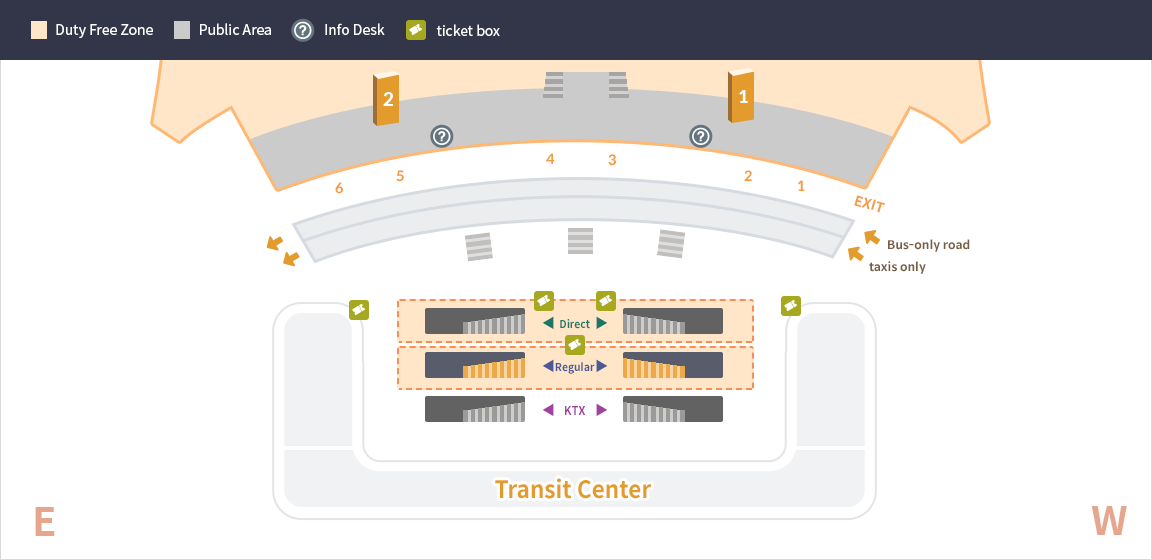 Duty Free Zone
Public Area
? Info Desk
ticket box
2
1
?
?
4
3
5
2
6
1
EXIT
Bus-only road
taxis only
Direct
Regular
KTX
Transit Center
E
W